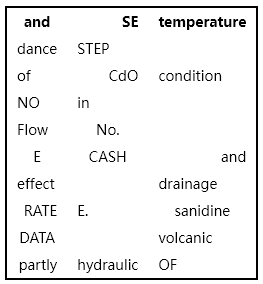 and SE temperature
dance STEP
of CdO condition
NO in
Flow No.
E CASH and
effect drainage
RATE E. sanidine
DATA volcanic
partly hydraulic OF